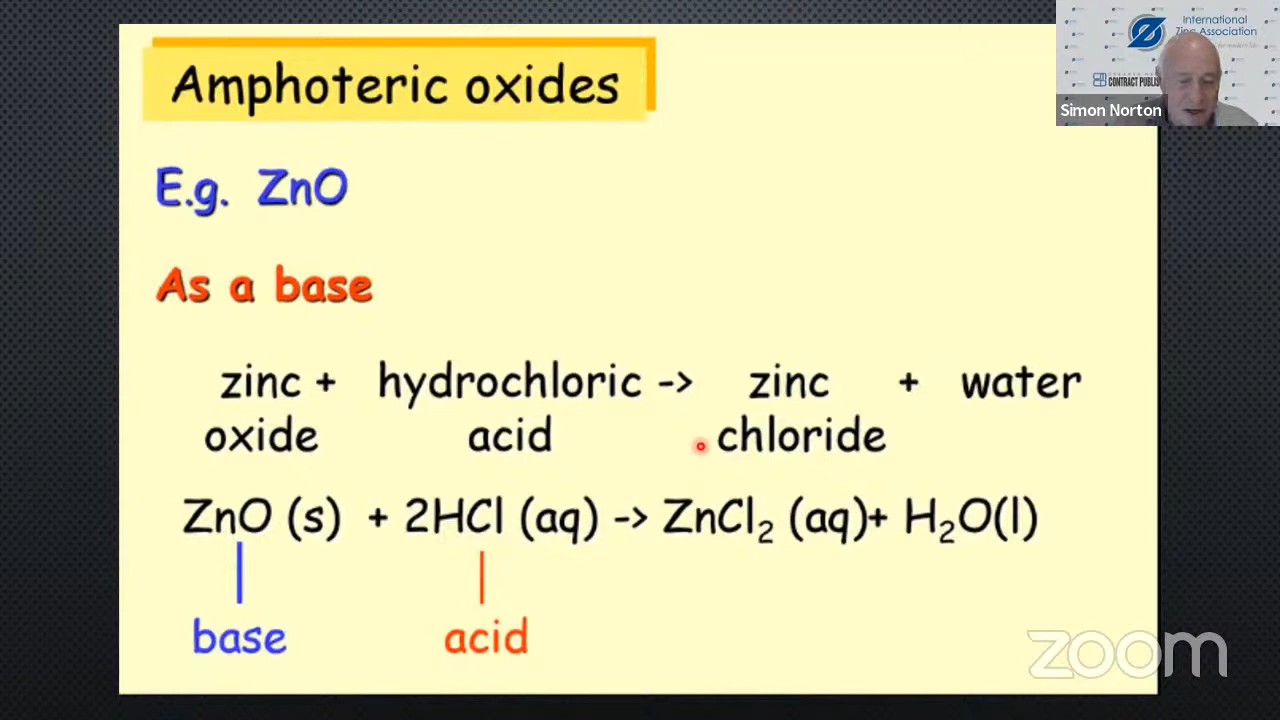 Amphoteric oxides
E.g. ZnO
As a base
zinc + hydrochloric -> zinc + water
oxide acid chloride
ZnO (s) + 2HCl (aq) -> ZnCl₂ (aq)+ H₂O(l)
base acid
International
Zinc Association
CONTRACT PUBLIS
Simon Norton
zoom